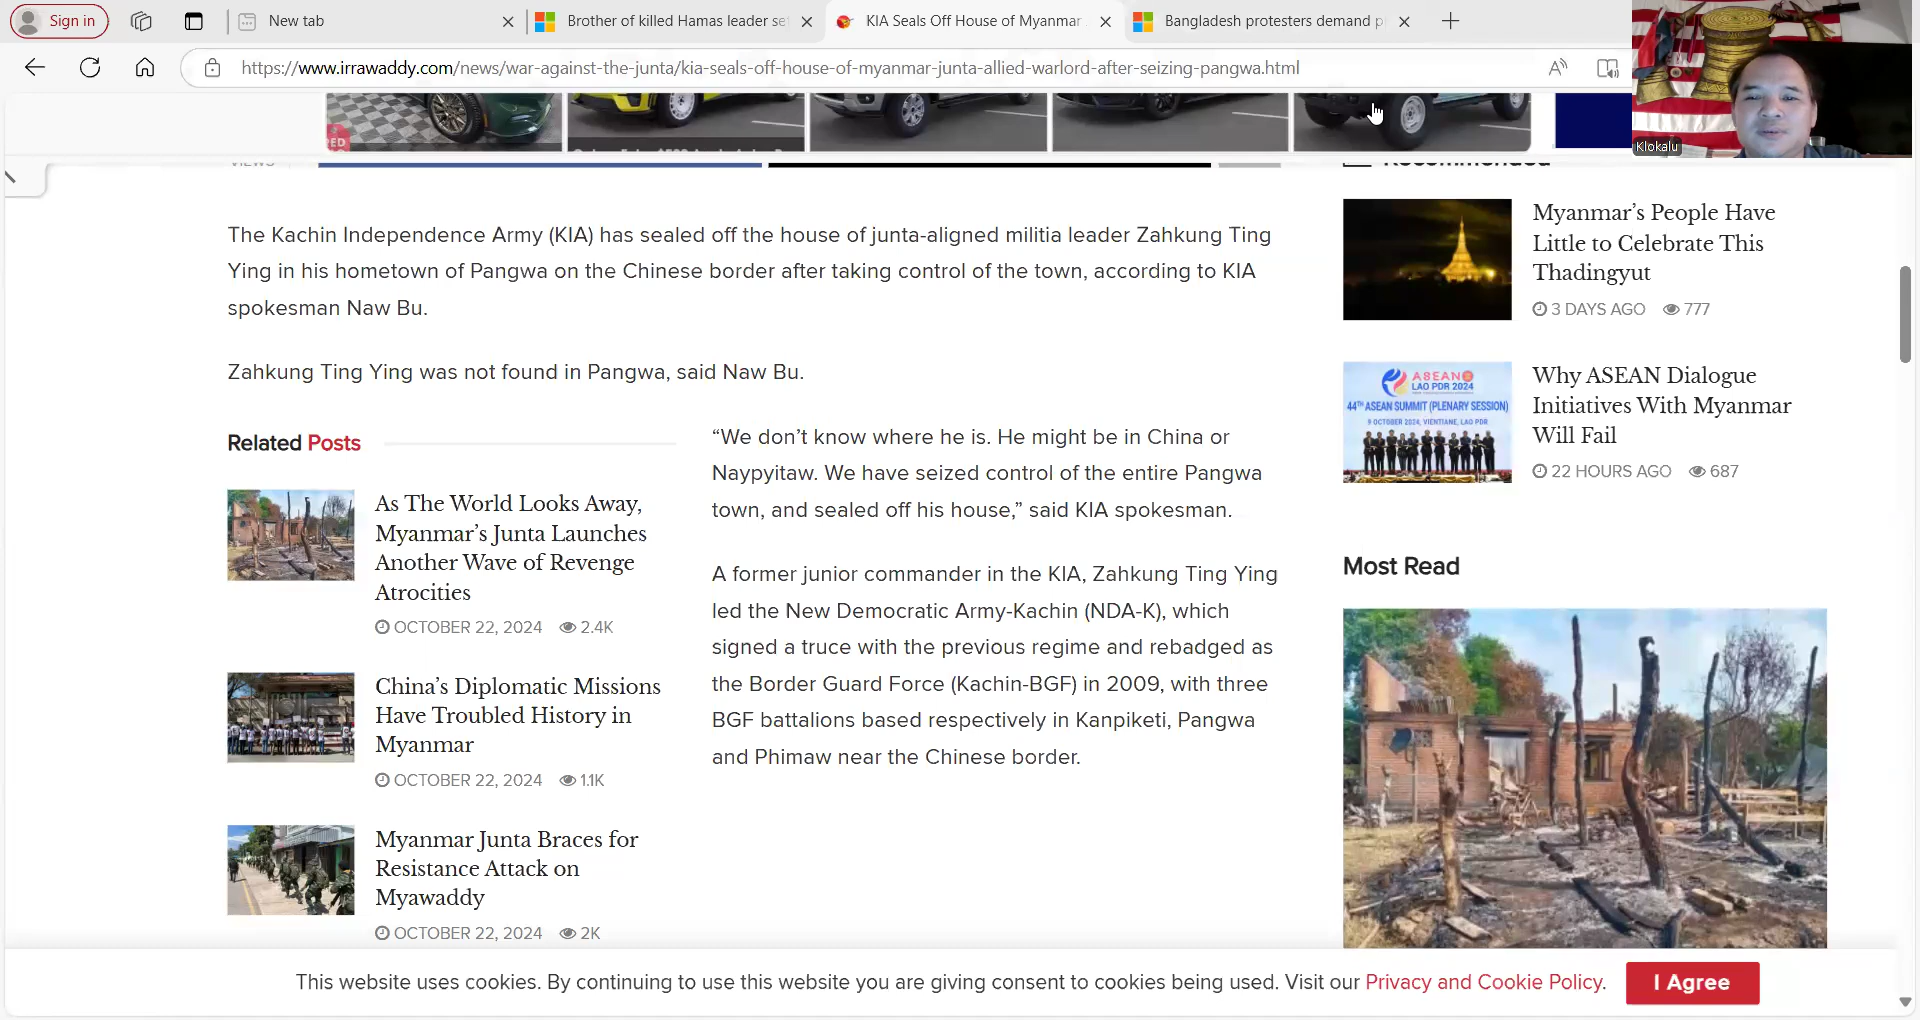 Sign in
New tab
Brother of killed Hamas leader se
KIA Seals Off House of Myanmar
Bangladesh protesters demand p
https://www.irrawaddy.com/news/war-against-the-junta/kia-seals-off-house-of-myanmar-junta-allied-warlord-after-seizing-pangwa.html
Klokalu
VIEWS
Recommended
The Kachin Independence Army (KIA) has sealed off the house of junta-aligned militia leader Zahkung Ting
Ying in his hometown of Pangwa on the Chinese border after taking control of the town, according to KIA
spokesman Naw Bu.
Zahkung Ting Ying was not found in Pangwa, said Naw Bu.
Related Posts
As The World Looks Away,
Myanmar’s Junta Launches
Another Wave of Revenge
Atrocities
OCTOBER 22, 2024 2.4K
China’s Diplomatic Missions
Have Troubled History in
Myanmar
OCTOBER 22, 2024 1.1K
Myanmar Junta Braces for
Resistance Attack on
Myawaddy
OCTOBER 22, 2024 2K
“We don’t know where he is. He might be in China or
Naypyitaw. We have seized control of the entire Pangwa
town, and sealed off his house,” said KIA spokesman.
A former junior commander in the KIA, Zahkung Ting Ying
led the New Democratic Army-Kachin (NDA-K), which
signed a truce with the previous regime and rebadged as
the Border Guard Force (Kachin-BGF) in 2009, with three
BGF battalions based respectively in Kanpiketi, Pangwa
and Phimaw near the Chinese border.
Myanmar’s People Have
Little to Celebrate This
Thadingyut
3 DAYS AGO 777
ASEAN
LAO PDR 2024
44TH ASEAN SUMMIT (PLENARY SESSION)
9 OCTOBER 2024, VIENTIANE, LAO PDR
Why ASEAN Dialogue
Initiatives With Myanmar
Will Fail
22 HOURS AGO 687
Most Read
This website uses cookies. By continuing to use this website you are giving consent to cookies being used. Visit our Privacy and Cookie Policy.
I Agree